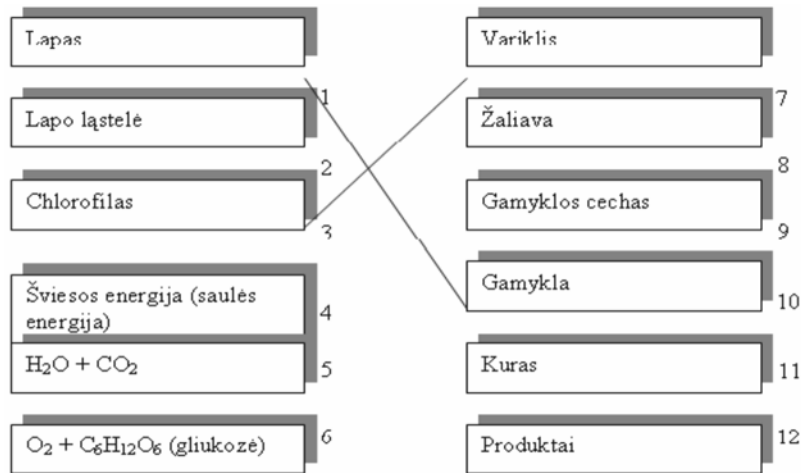 Lapas
1
Lapo ląstelė
2
Chlorofilas
3
Šviesos energija (saulės
energija)
4
H₂O + CO₂
5
O₂ + C₆H₁₂O₆ (gliukozė)
6
Variklis
7
Žaliava
8
Gamyklos cechas
9
Gamykla
10
Kuras
11
Produktai
12